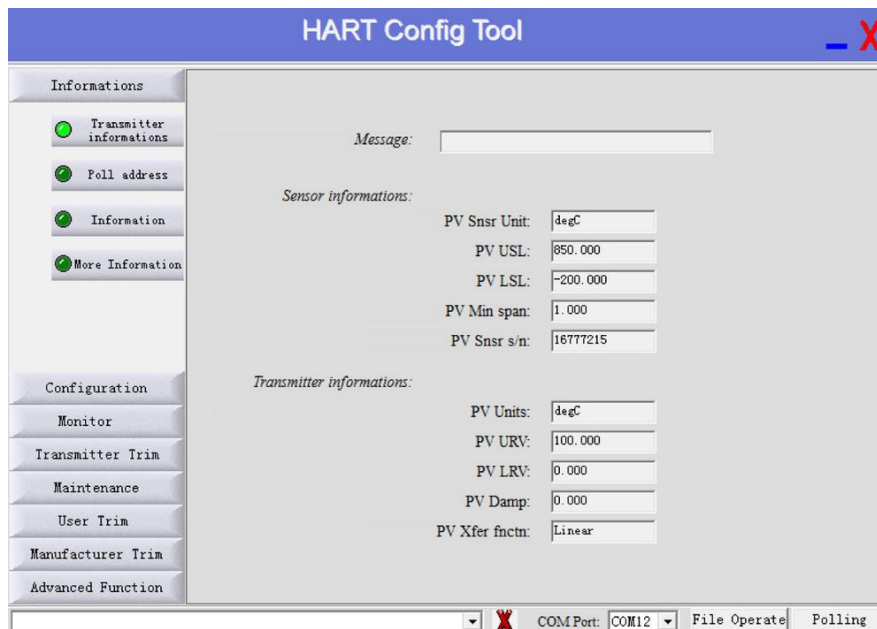 HART Config Tool
Informations
Transmitter
informations
Poll address
Information
More Information
Configuration
Monitor
Transmitter Trim
Maintenance
User Trim
Manufacturer Trim
Advanced Function
Message:
Sensor informations:
PV Snsr Unit: degC
PV USL: 850.000
PV LSL: -200.000
PV Min span: 1.000
PV Snsr s/n: 16777215
Transmitter informations:
PV Units: degC
PV URV: 100.000
PV LRV: 0.000
PV Damp: 0.000
PV Xfer fnctn: Linear
COM Port: COM12 File Operate Polling